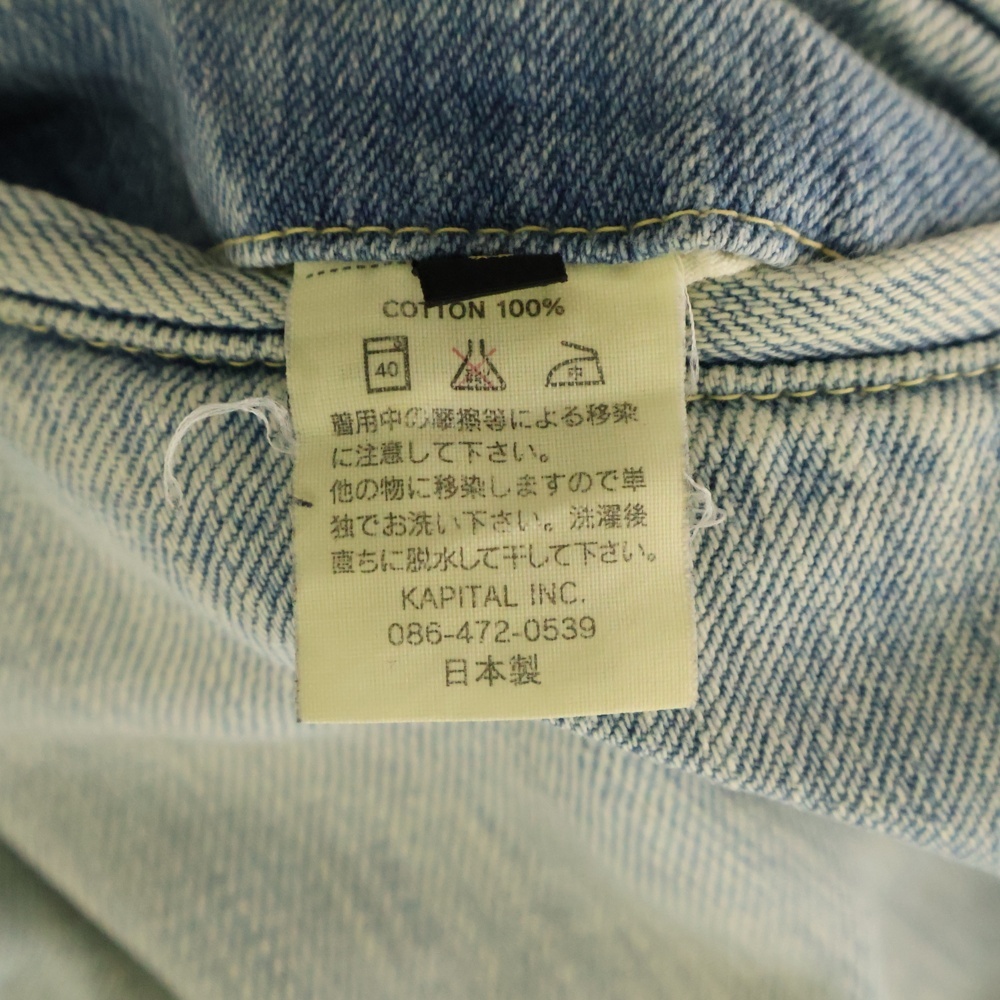 COTTON 100%
40
中
着用中の摩擦等による移染
に注意して下さい。
他の物に移染しますので単
独でお洗い下さい。洗濯後
直ちに脱水して干して下さい。
KAPITAL INC.
086-472-0539
日本製